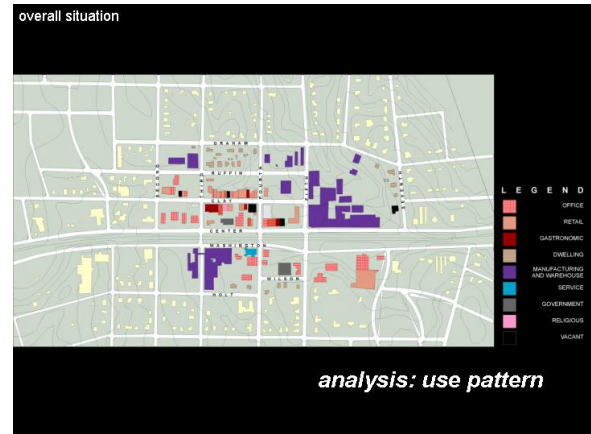 overall situation
GRAHAM
RUFFIN
CLAY
CENTER
WASHINGTON
WILSON
HOLT
L E G E N D
OFFICE
RETAIL
GASTRONOMIC
DWELLING
MANUFACTURING
AND WAREHOUSE
SERVICE
GOVERNMENT
RELIGIOUS
VACANT
analysis: use pattern